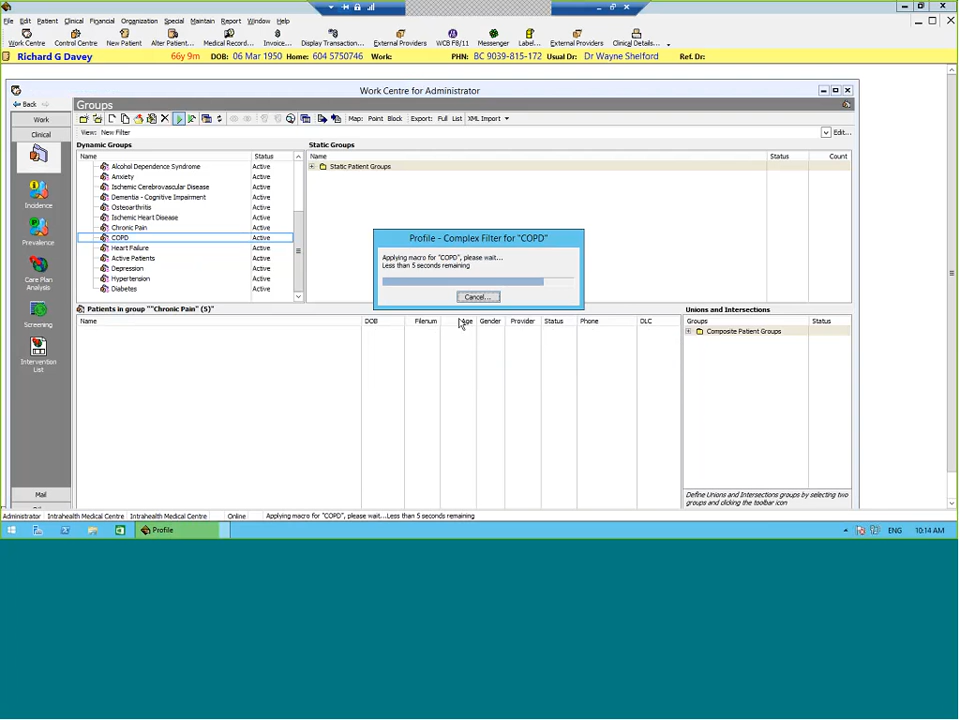 File Edit Patient Clinical Financial Organization Special Maintain Report Window Help
Work Centre Control Centre New Patient Alter Patient... Medical Record... Invoice... Display Transaction... External Providers WCB F8/11 Messenger Label... External Providers Clinical Details...
Richard G Davey 66y 9m DOB: 06 Mar 1950 Home: 604 5750746 Work: PHN: BC 9039-815-172 Usual Dr: Dr Wayne Shelford Ref. Dr:
Work Centre for Administrator
Back
Groups
Work
Map: Point Block Export: Full List XML Import
View: New Filter Edit...
Clinical
Dynamic Groups
Name Status
Alcohol Dependence Syndrome Active
Anxiety Active
Ischemic Cerebrovascular Disease Active
Dementia - Cognitive Impairment Active
Osteoarthritis Active
Ischemic Heart Disease Active
Chronic Pain Active
COPD Active
Heart Failure Active
Active Patients Active
Depression Active
Hypertension Active
Diabetes Active
Static Groups
Name Status Count
Static Patient Groups
Incidence
Prevalence
Care Plan
Analysis
Screening
Intervention
List
Mail
Profile - Complex Filter for "COPD"
Applying macro for "COPD", please wait...
Less than 5 seconds remaining
Cancel...
Patients in group ""Chronic Pain" (5)"
Name DOB Filenum Age Gender Provider Status Phone DLC
Unions and Intersections
Groups Status
Composite Patient Groups
Define Unions and Intersections groups by selecting two
groups and clicking the toolbar icon
Administrator Intrahealth Medical Centre Intrahealth Medical Centre Online Applying macro for "COPD", please wait...Less than 5 seconds remaining
Profile ENG 10:14 AM